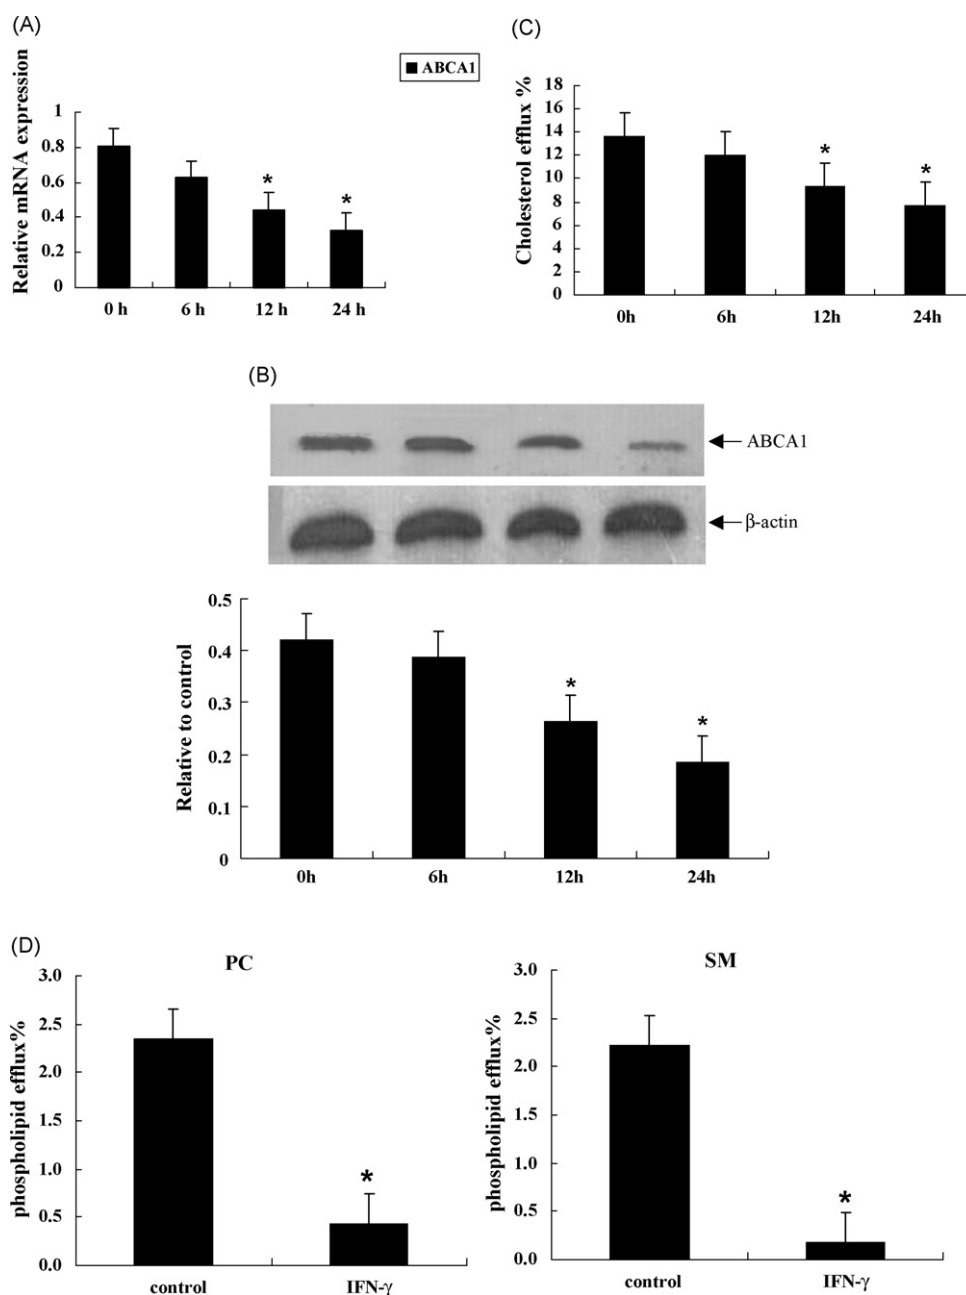 (A)
ABCA1
Relative mRNA expression
1
0.8
0.6
0.4
0.2
0
*
*
0 h 6 h 12 h 24 h
(C)
Cholesterol efflux %
18
16
14
12
10
8
6
4
2
0
*
*
0h 6h 12h 24h
(B)
ABCA1
β-actin
Relative to control
0.5
0.4
0.3
0.2
0.1
0
*
*
0h 6h 12h 24h
(D)
PC
phospholipid efflux%
3.0
2.5
2.0
1.5
1.0
0.5
0.0
*
control IFN-γ
SM
phospholipid efflux%
3.0
2.5
2.0
1.5
1.0
0.5
0.0
*
control IFN-γ